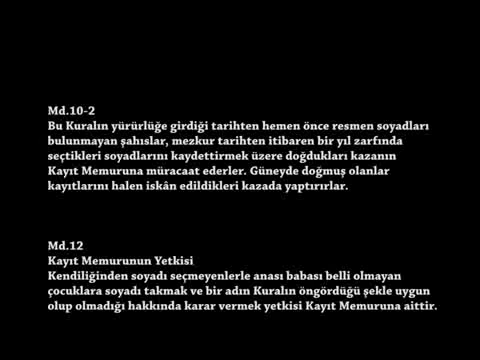 Md.10-2
Bu Kuralın yürürlüğe girdiği tarihten hemen önce resmen soyadları
bulunmayan şahıslar, mezkur tarihten itibaren bir yıl zarfında
seçtikleri soyadlarını kaydettirmek üzere doğdukları kazanın
Kayıt Memuruna müracaat ederler. Güneyde doğmuş olanlar
kayıtlarını halen iskân edildikleri kazada yaptırırlar.
Md.12
Kayıt Memurunun Yetkisi
Kendiliğinden soyadı seçmeyenlerle anası babası belli olmayan
çocuklara soyadı takmak ve bir adın Kuralın öngördüğü şekle uygun
olup olmadığı hakkında karar vermek yetkisi Kayıt Memuruna aittir.